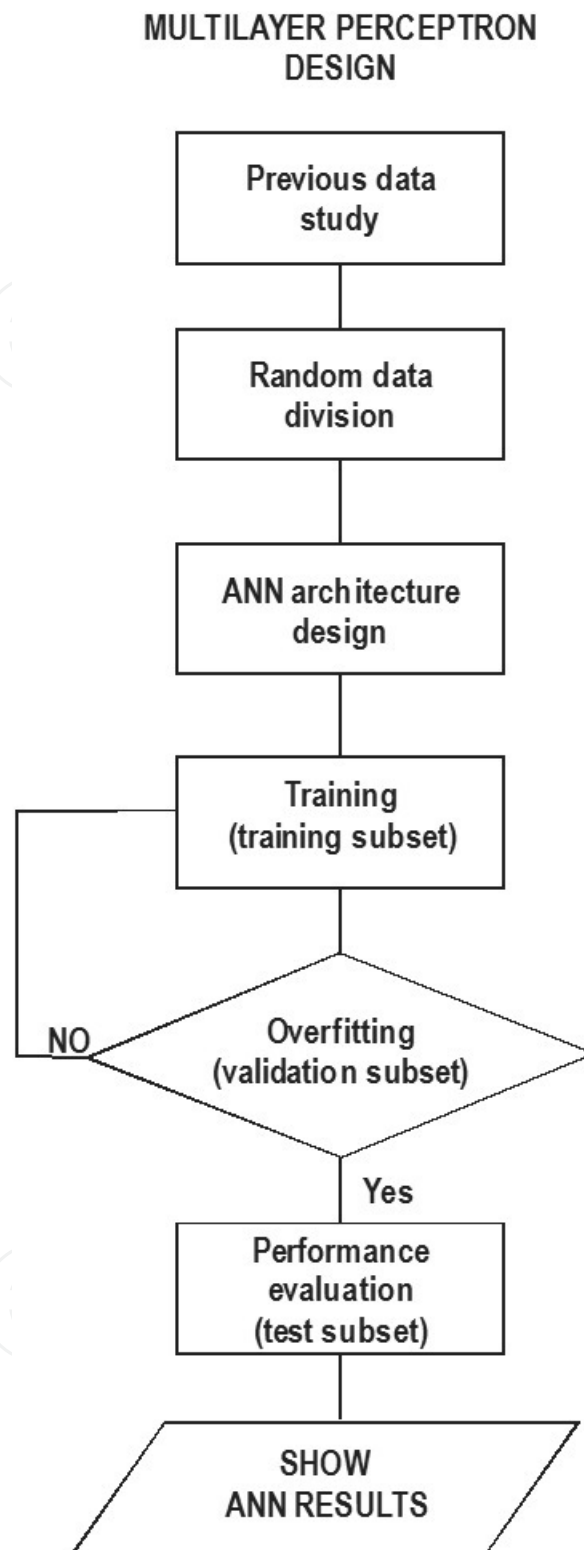 MULTILAYER PERCEPTRON
DESIGN
Previous data
study
Random data
division
ANN architecture
design
Training
(training subset)
Overfitting
(validation subset)
NO
Yes
Performance
evaluation
(test subset)
SHOW
ANN RESULTS